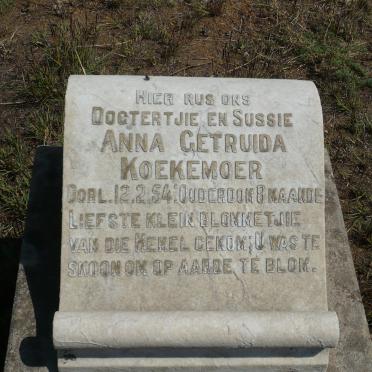 HIER RUS ONS
DOGTERTJIE EN SUSSIE
ANNA GETRUIDA
KOEKEMOER
OORL. 12.2.54. OUDERDOM 8 MAANDE
LIEFSTE KLEIN BLOMMETJIE
VAN DIE HEMEL GEKOM; U WAS TE
SKOON OM OP AARDE TE BLOM.